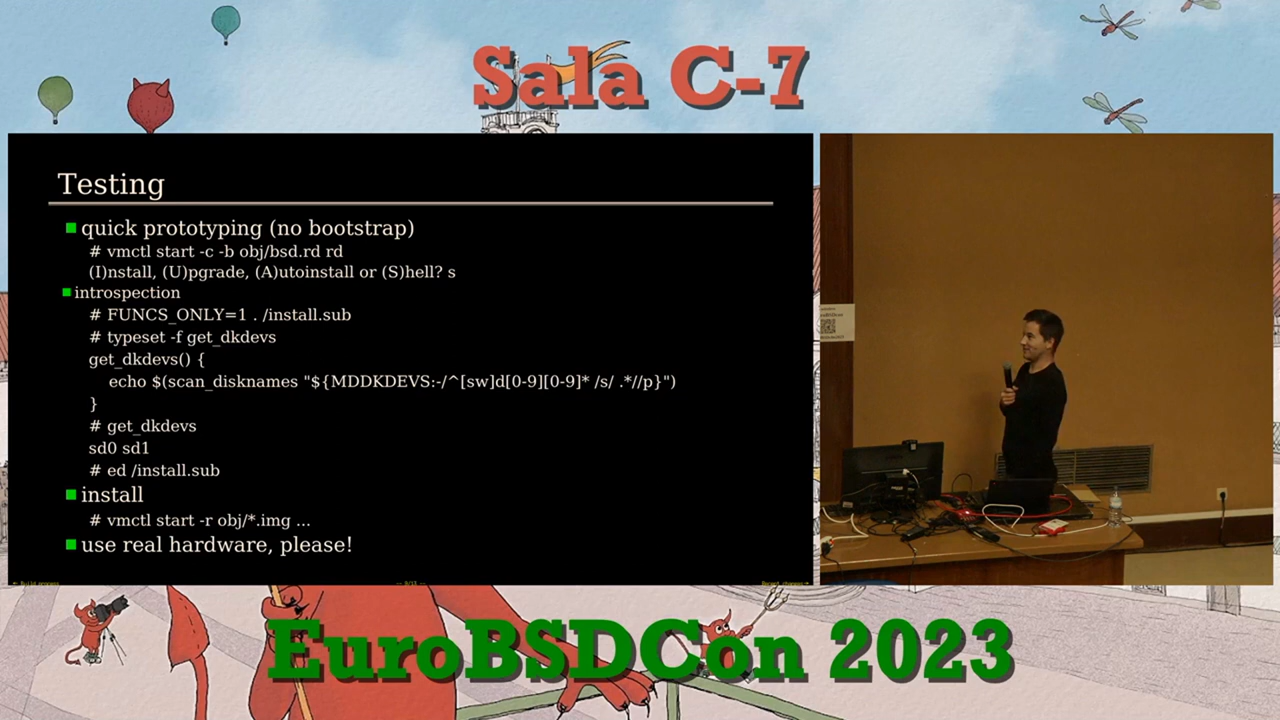 Sala C-7
Testing
quick prototyping (no bootstrap)
# vmctl start -c -b obj/bsd.rd rd
(I)nstall, (U)pgrade, (A)utoinstall or (S)hell? s
introspection
# FUNCS_ONLY=1 . /install.sub
# typeset -f get_dkdevs
get_dkdevs() {
echo $(scan_disknames "${MDDKDEVS:-/^[sw]d[0-9][0-9]* /s/ .*//p}")
}
# get_dkdevs
sd0 sd1
# ed /install.sub
install
# vmctl start -r obj/*.img ...
use real hardware, please!
EuroBSDCon 2023